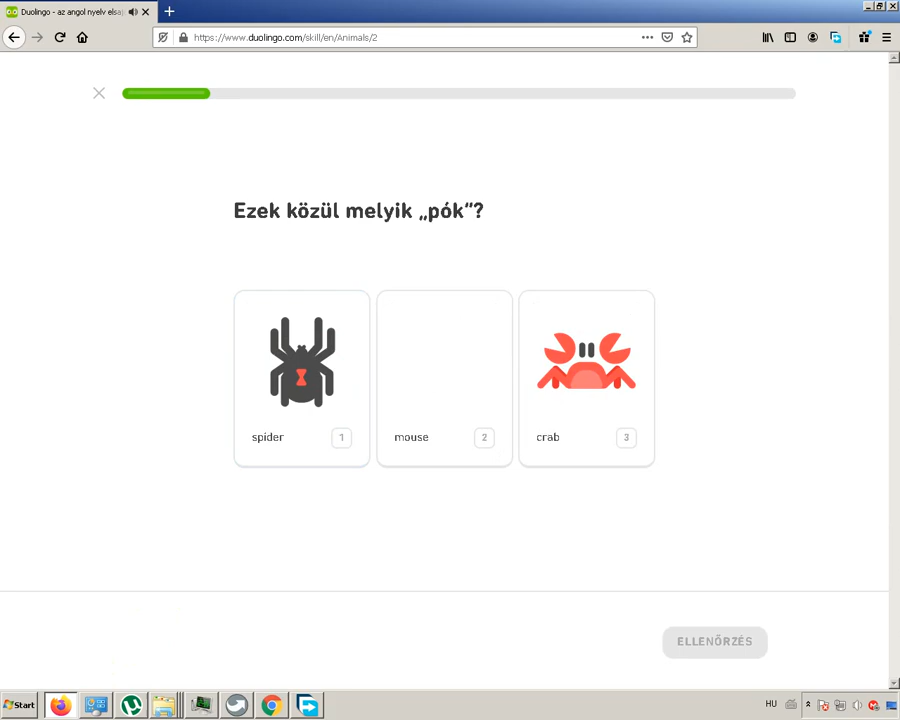 Duolingo - az angol nyelv elsa
https://www.duolingo.com/skill/en/Animals/2
Ezek közül melyik „pók”?
spider 1
mouse 2
crab 3
ELLENŐRZÉS
Start
HU